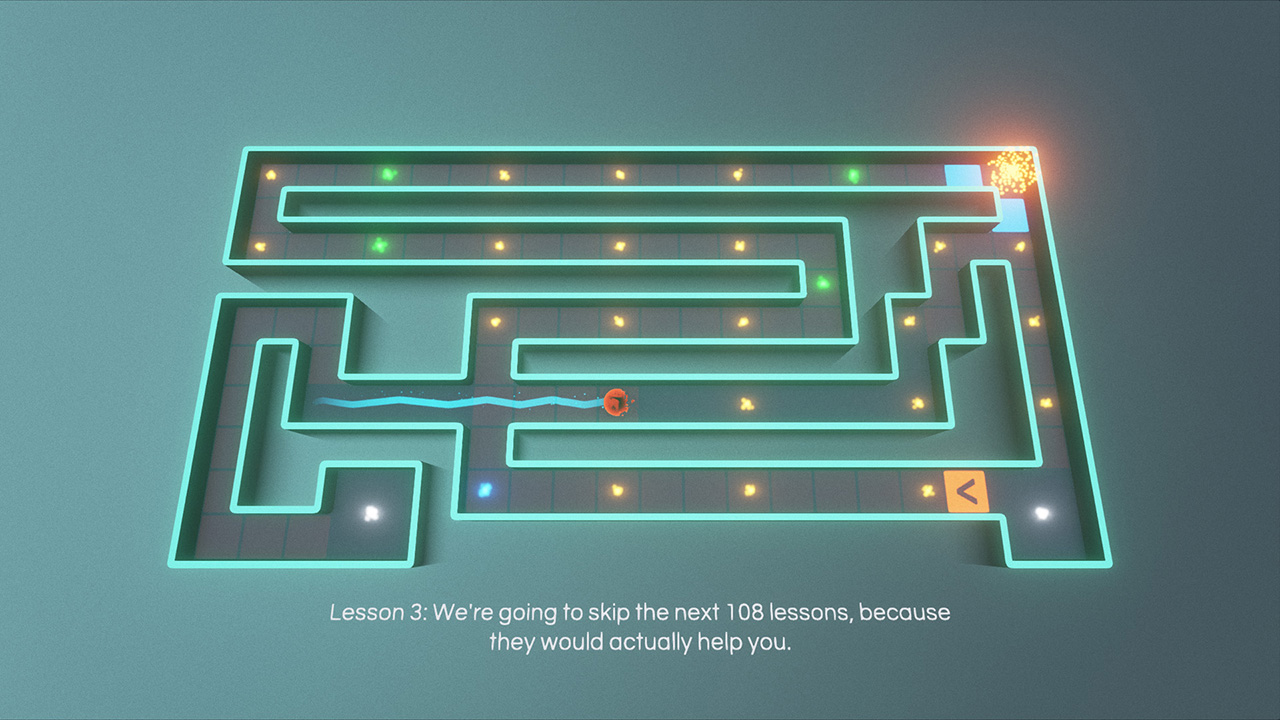 Lesson 3: We're going to skip the next 108 lessons, because
they would actually help you.